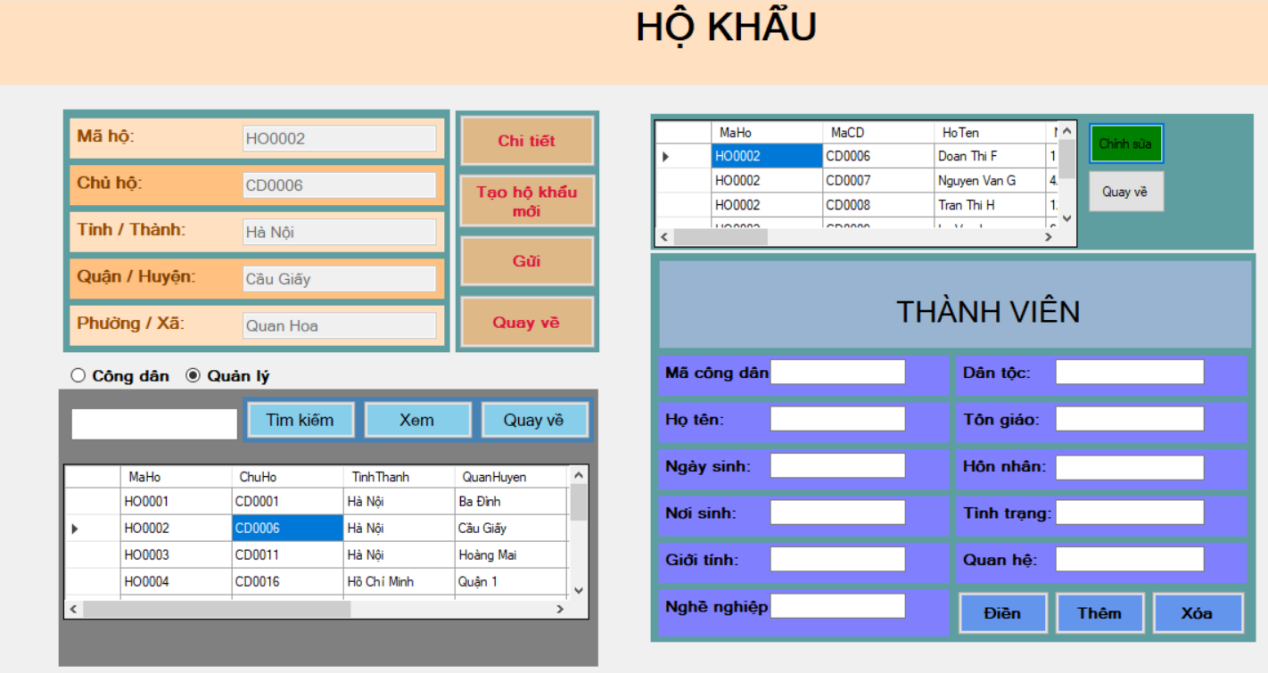 HỘ KHẨU
Mã hộ: HO0002
Chủ hộ: CD0006
Tỉnh / Thành: Hà Nội
Quận / Huyện: Cầu Giấy
Phường / Xã: Quan Hoa
Chi tiết
Tạo hộ khẩu
mới
Gửi
Quay về
Công dân Quản lý
Tìm kiếm Xem Quay về
MaHo ChuHo TinhThanh QuanHuyen
HO0001 CD0001 Hà Nội Ba Đình
HO0002 CD0006 Hà Nội Cầu Giấy
HO0003 CD0011 Hà Nội Hoàng Mai
HO0004 CD0016 Hồ Chí Minh Quận 1
MaHo MaCD HoTen
HO0002 CD0006 Doan Thi F 1
HO0002 CD0007 Nguyen Van G 4
HO0002 CD0008 Tran Thi H 1
Chỉnh sửa
Quay về
THÀNH VIÊN
Mã công dân Dân tộc:
Họ tên: Tôn giáo:
Ngày sinh: Hôn nhân:
Nơi sinh: Tình trạng:
Giới tính: Quan hệ:
Nghề nghiệp Điền Thêm Xóa